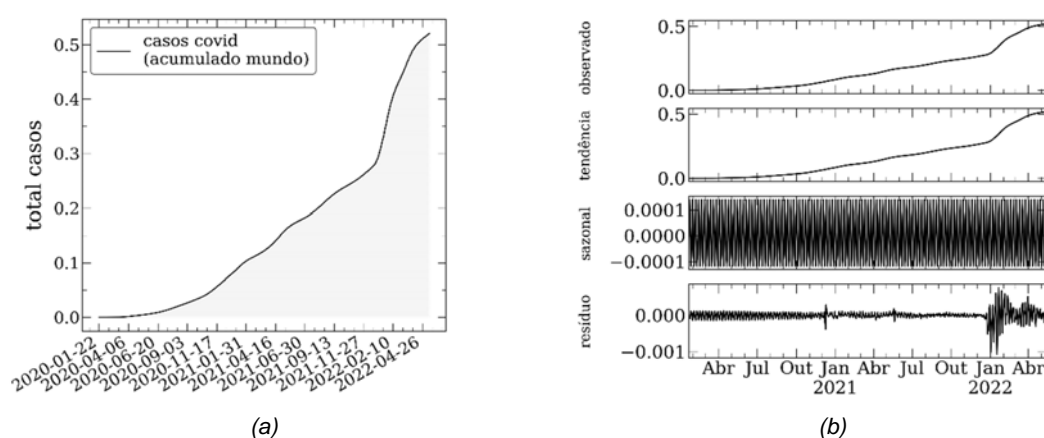 total casos
casos covid
(acumulado mundo)
0.5
0.4
0.3
0.2
0.1
0.0
2020-01-22
2020-04-06
2020-06-20
2020-09-03
2020-11-17
2021-01-31
2021-04-16
2021-06-30
2021-09-13
2021-11-27
2022-02-10
2022-04-26
(a)
observado
0.5
0.0
tendência
0.5
0.0
sazonal
0.0001
0.0000
−0.0001
resíduo
0.000
−0.001
Abr Jul Out Jan Abr Jul Out Jan Abr
2021 2022
(b)